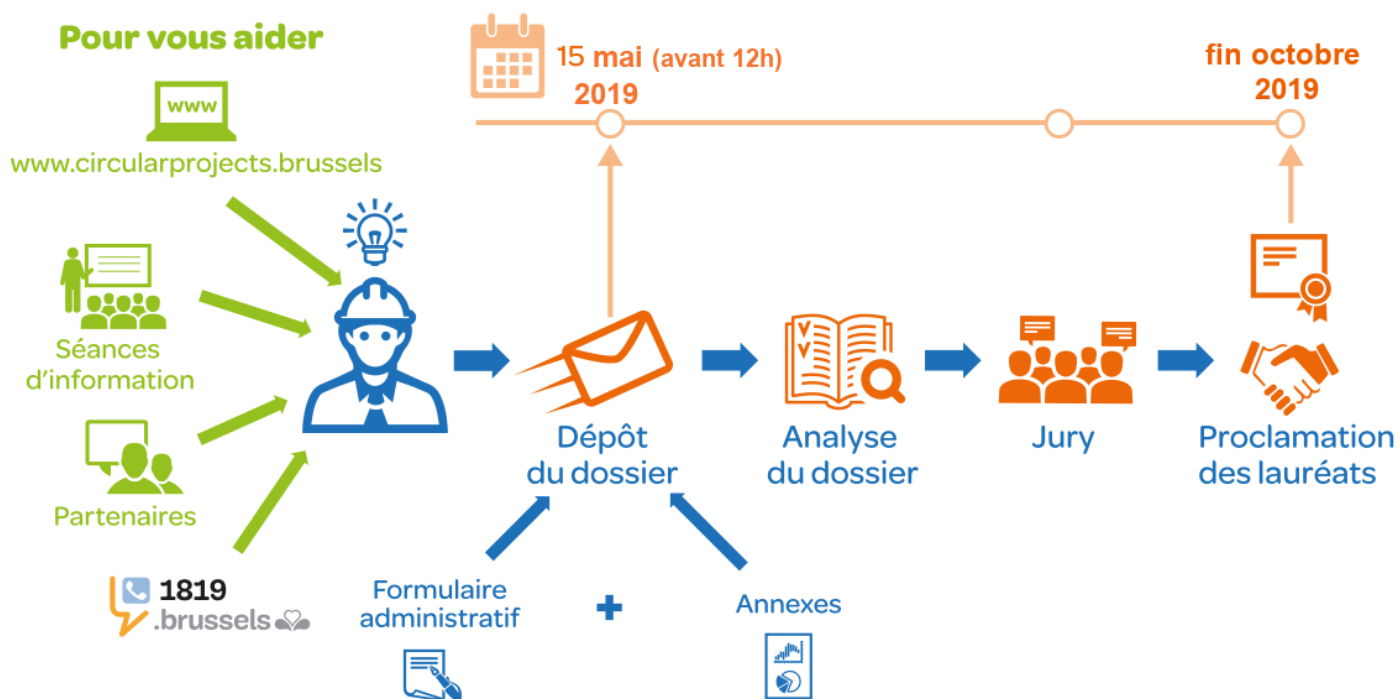 Pour vous aider
www
www.circularprojects.brussels
Séances
d'information
Partenaires
1819
.brussels
15 mai (avant 12h)
2019
fin octobre
2019
Dépôt
du dossier
Analyse
du dossier
Jury
Proclamation
des lauréats
Formulaire
administratif
+
Annexes